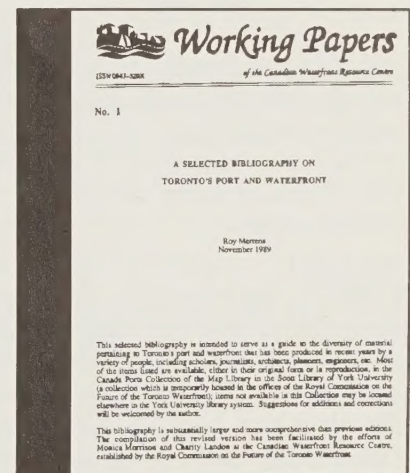 Working Papers
of the Canadian Waterfront Resource Centre
ISSN 0843-
No. 1
A SELECTED BIBLIOGRAPHY ON
TORONTO'S PORT AND WATERFRONT
Roy Merrens
November 1989
This selected bibliography is intended to serve as a guide to the diversity of material
pertaining to Toronto's port and waterfront that has been produced in recent years by a
variety of people, including scholars, journalists, architects, planners, engineers, etc. Most
of the items listed are available, either in their original form or in reproduction, in the
Canada Ports Collection of the Map Library in the Scott Library of York University
(a collection which is temporarily housed in the offices of the Royal Commission on the
Future of the Toronto Waterfront); items not available in this Collection may be located
elsewhere in the York University library system. Suggestions for additions and corrections
will be welcomed by the author.
This bibliography is substantially larger and more comprehensive than previous editions.
The compilation of this revised version has been facilitated by the efforts of
Monica Morrison and Charity Landon at the Canadian Waterfront Resource Centre,
established by the Royal Commission on the Future of the Toronto Waterfront.